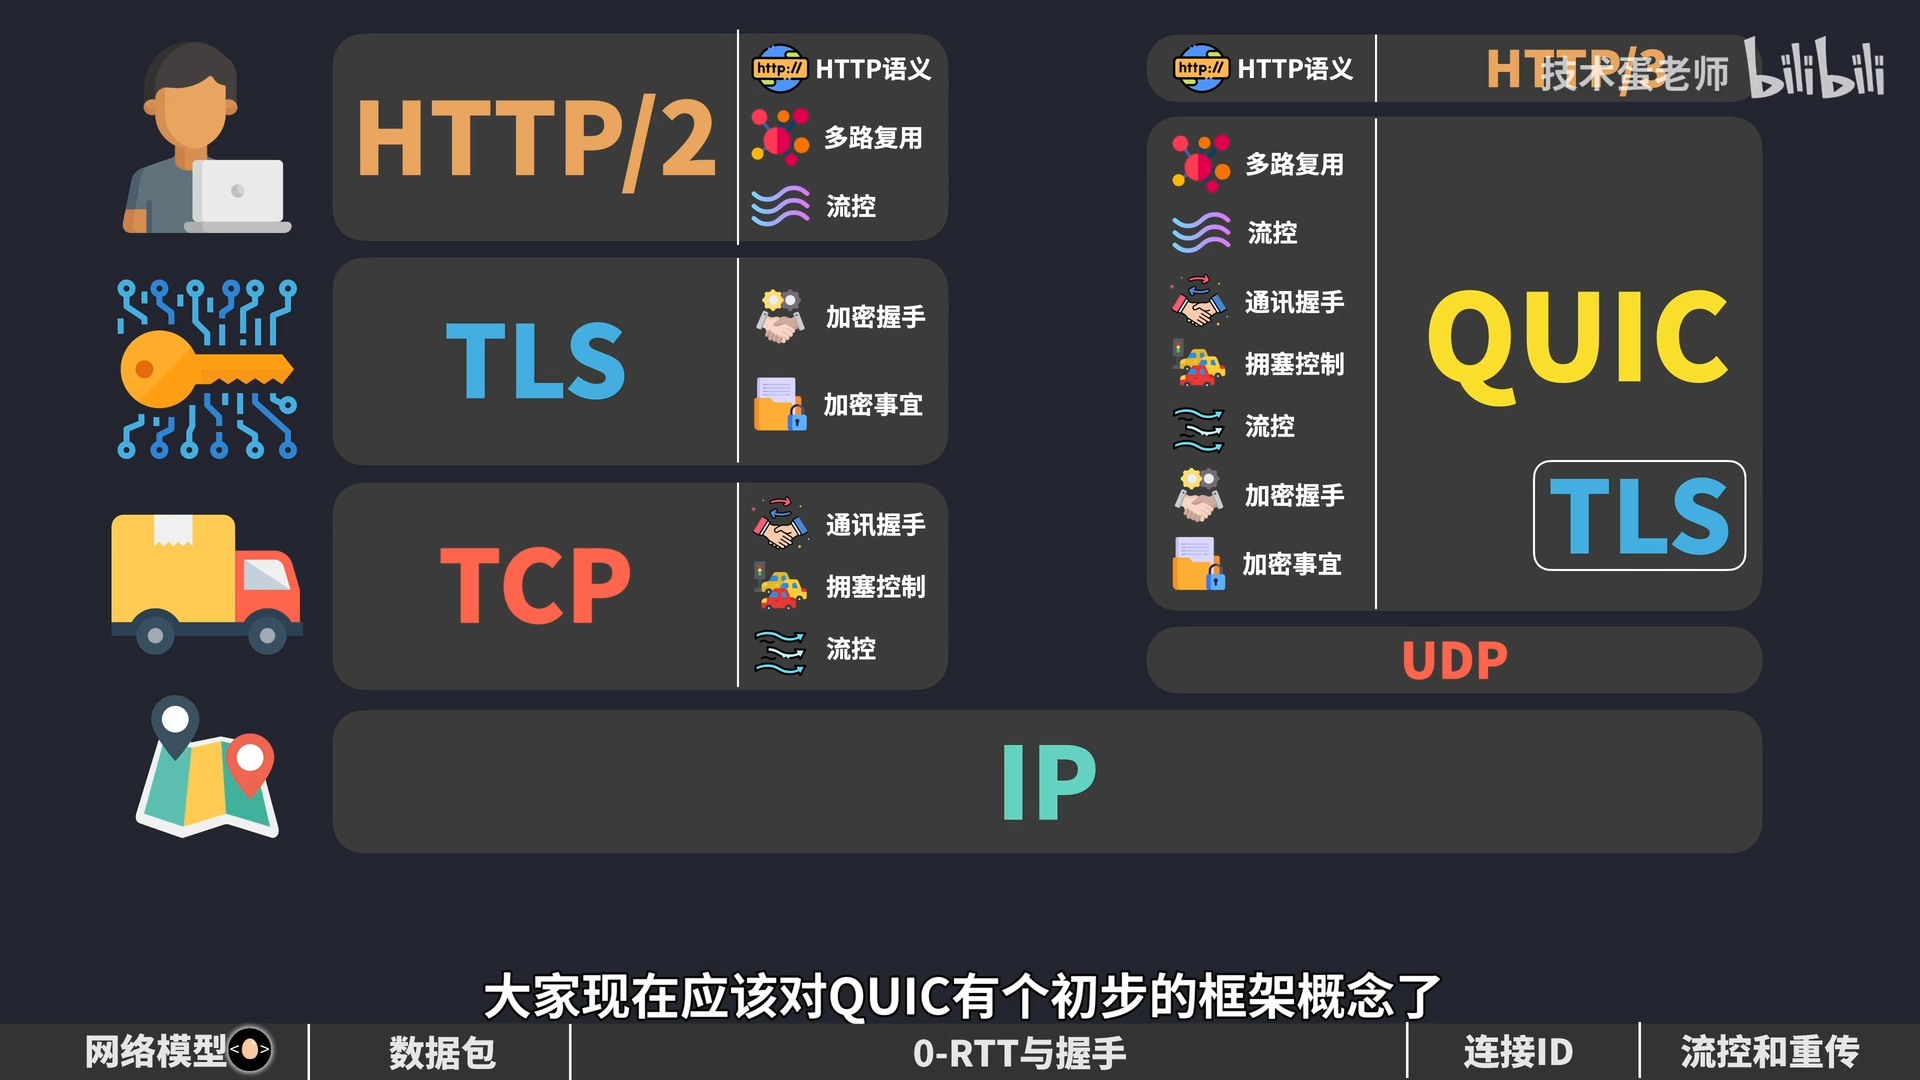 HTTP/2
http://
HTTP语义
多路复用
流控
TLS
加密握手
加密事宜
TCP
通讯握手
拥塞控制
流控
http://
HTTP语义
HTTP/3
技术蛋老师
bilibili
多路复用
流控
通讯握手
拥塞控制
流控
加密握手
加密事宜
QUIC
TLS
UDP
IP
大家现在应该对QUIC有个初步的框架概念了
网络模型
数据包
0-RTT与握手
连接ID
流控和重传